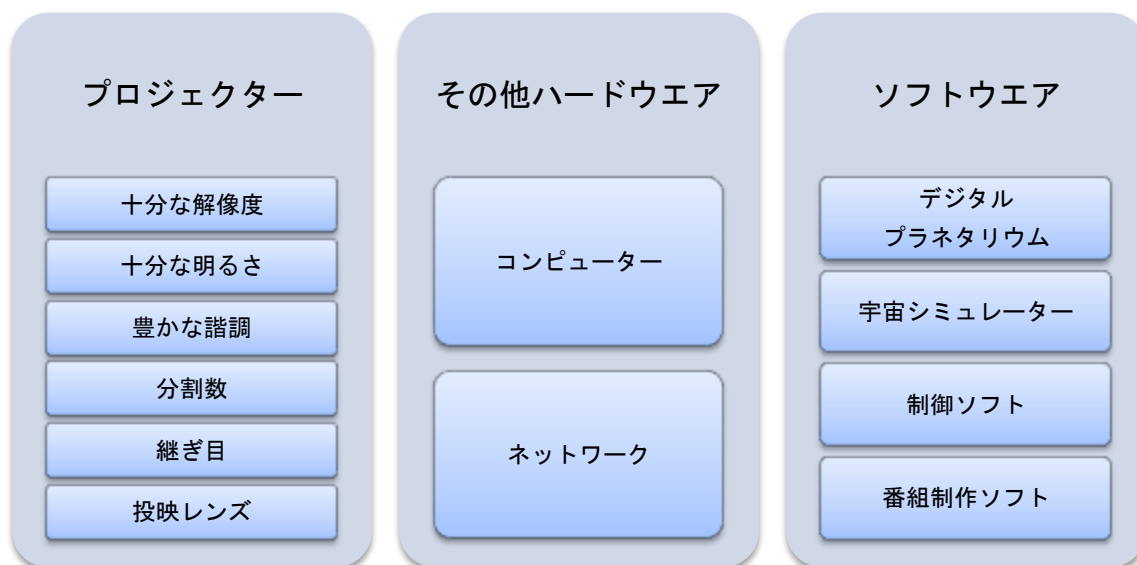 プロジェクター
十分な解像度
十分な明るさ
豊かな諧調
分割数
継ぎ目
投映レンズ
その他ハードウエア
コンピューター
ネットワーク
ソフトウエア
デジタル
プラネタリウム
宇宙シミュレーター
制御ソフト
番組制作ソフト